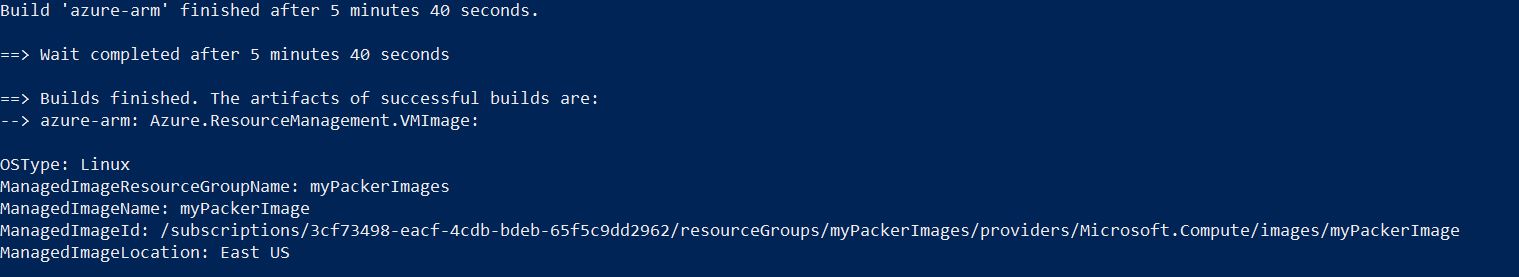 Build 'azure-arm' finished after 5 minutes 40 seconds.
==> Wait completed after 5 minutes 40 seconds
==> Builds finished. The artifacts of successful builds are:
--> azure-arm: Azure.ResourceManagement.VMImage:
OSType: Linux
ManagedImageResourceGroupName: myPackerImages
ManagedImageName: myPackerImage
ManagedImageId: /subscriptions/3cf73498-eacf-4cdb-bdeb-65f5c9dd2962/resourceGroups/myPackerImages/providers/Microsoft.Compute/images/myPackerImage
ManagedImageLocation: East US